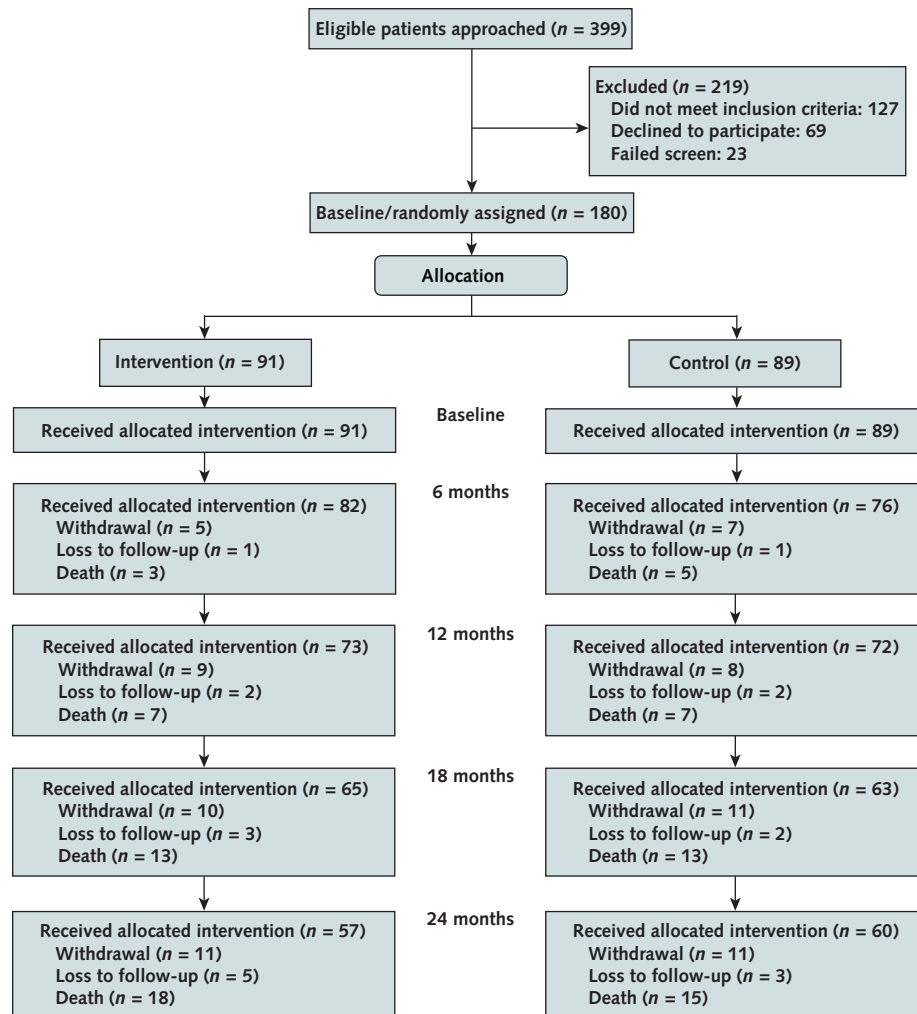 Eligible patients approached (n = 399)
Excluded (n = 219)
Did not meet inclusion criteria: 127
Declined to participate: 69
Failed screen: 23
Baseline/randomly assigned (n = 180)
Allocation
Intervention (n = 91)
Control (n = 89)
Baseline
Received allocated intervention (n = 91)
Received allocated intervention (n = 89)
6 months
Received allocated intervention (n = 82)
Withdrawal (n = 5)
Loss to follow-up (n = 1)
Death (n = 3)
Received allocated intervention (n = 76)
Withdrawal (n = 7)
Loss to follow-up (n = 1)
Death (n = 5)
12 months
Received allocated intervention (n = 73)
Withdrawal (n = 9)
Loss to follow-up (n = 2)
Death (n = 7)
Received allocated intervention (n = 72)
Withdrawal (n = 8)
Loss to follow-up (n = 2)
Death (n = 7)
18 months
Received allocated intervention (n = 65)
Withdrawal (n = 10)
Loss to follow-up (n = 3)
Death (n = 13)
Received allocated intervention (n = 63)
Withdrawal (n = 11)
Loss to follow-up (n = 2)
Death (n = 13)
24 months
Received allocated intervention (n = 57)
Withdrawal (n = 11)
Loss to follow-up (n = 5)
Death (n = 18)
Received allocated intervention (n = 60)
Withdrawal (n = 11)
Loss to follow-up (n = 3)
Death (n = 15)